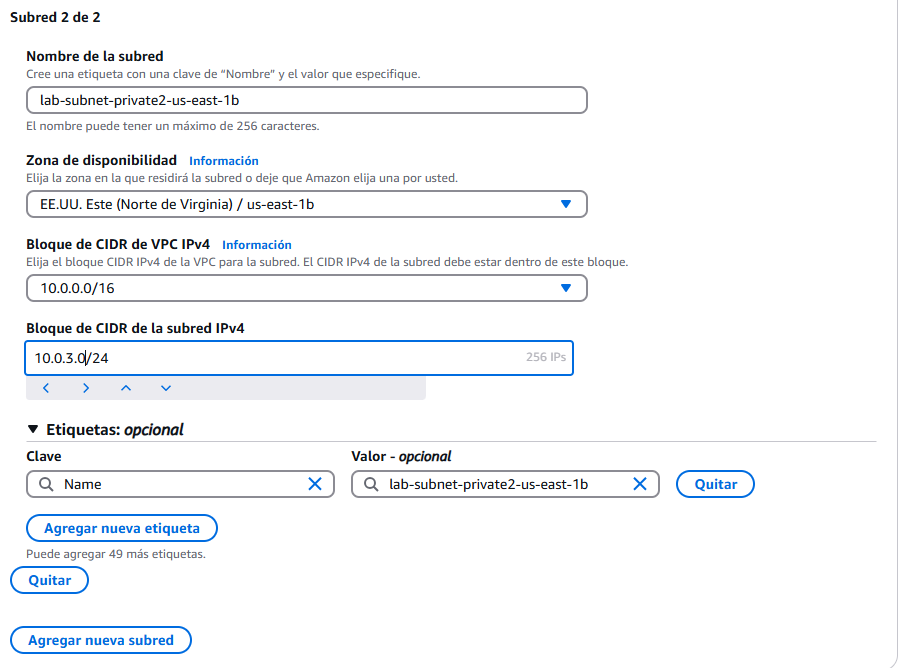 Subred 2 de 2
Nombre de la subred
Cree una etiqueta con una clave de “Nombre” y el valor que especifique.
lab-subnet-private2-us-east-1b
El nombre puede tener un máximo de 256 caracteres.
Zona de disponibilidad Información
Elija la zona en la que residirá la subred o deje que Amazon elija una por usted.
EE.UU. Este (Norte de Virginia) / us-east-1b
Bloque de CIDR de VPC IPv4 Información
Elija el bloque CIDR IPv4 de la VPC para la subred. El CIDR IPv4 de la subred debe estar dentro de este bloque.
10.0.0.0/16
Bloque de CIDR de la subred IPv4
10.0.3.0/24 256 IPs
Etiquetas: opcional
Clave Valor - opcional
Name lab-subnet-private2-us-east-1b Quitar
Agregar nueva etiqueta
Puede agregar 49 más etiquetas.
Quitar
Agregar nueva subred